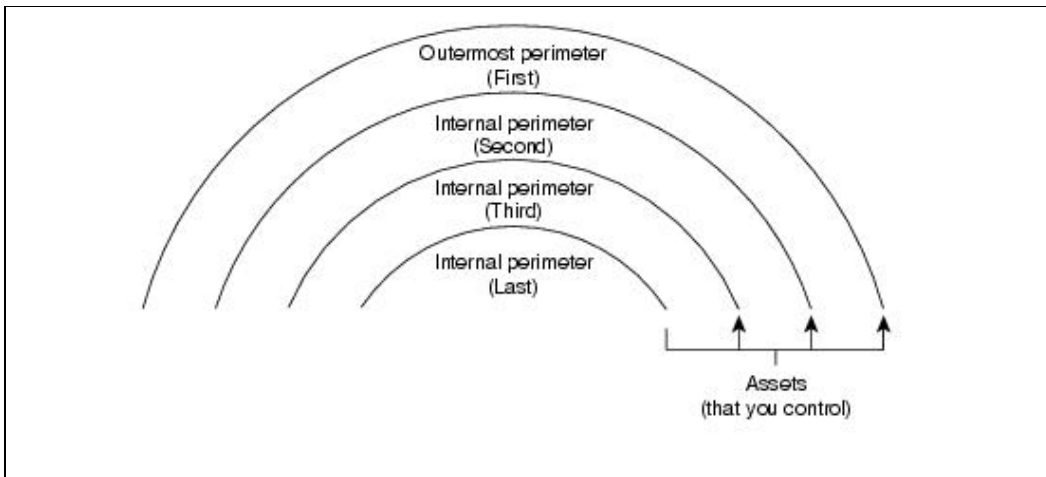 Outermost perimeter
(First)
Internal perimeter
(Second)
Internal perimeter
(Third)
Internal perimeter
(Last)
Assets
(that you control)